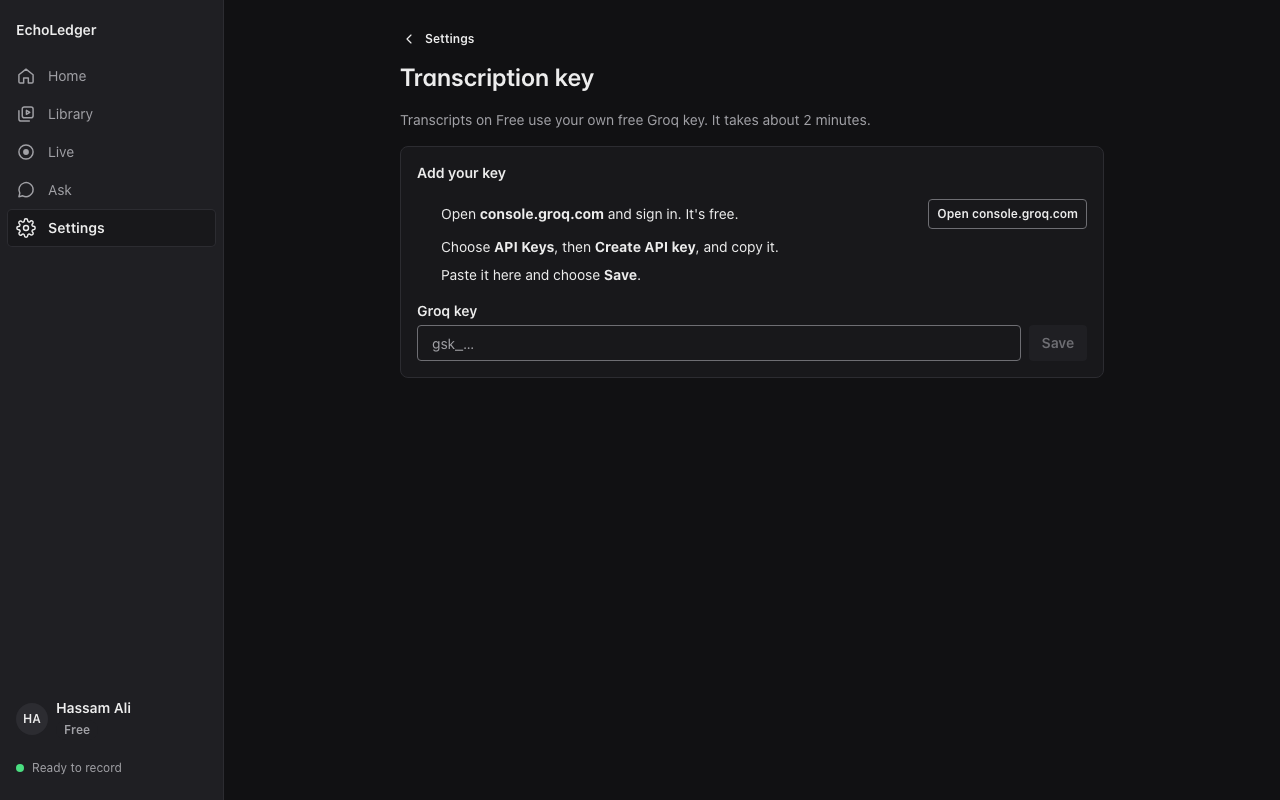 EchoLedger
Home
Library
Live
Ask
Settings
HA
Hassam Ali
Free
Ready to record
Settings
Transcription key
Transcripts on Free use your own free Groq key. It takes about 2 minutes.
Add your key
Open console.groq.com and sign in. It's free.
Open console.groq.com
Choose API Keys, then Create API key, and copy it.
Paste it here and choose Save.
Groq key
gsk_...
Save